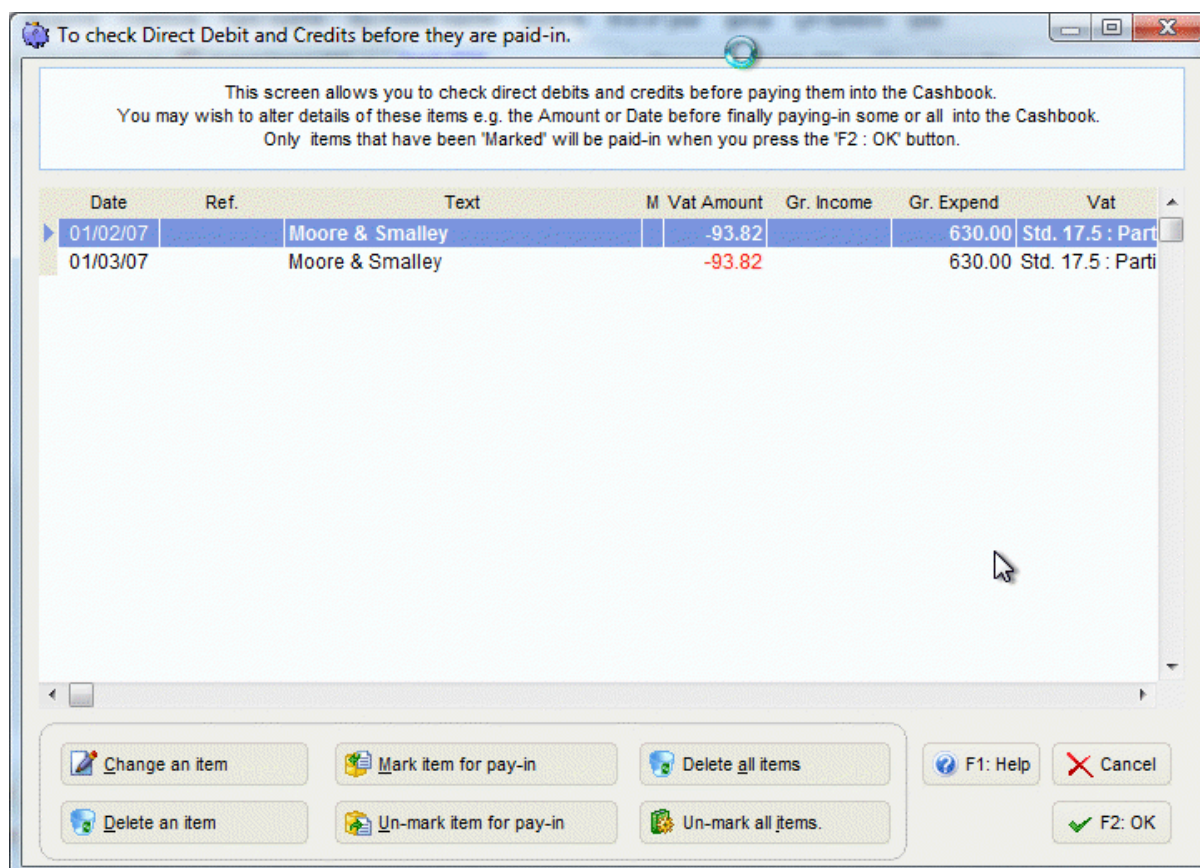 To check Direct Debit and Credits before they are paid-in.
This screen allows you to check direct debits and credits before paying them into the Cashbook.
You may wish to alter details of these items e.g. the Amount or Date before finally paying-in some or all into the Cashbook.
Only items that have been 'Marked' will be paid-in when you press the 'F2 : OK' button.
Date Ref. Text M Vat Amount Gr. Income Gr. Expend Vat
01/02/07 Moore & Smalley -93.82 630.00 Std. 17.5 : Part
01/03/07 Moore & Smalley -93.82 630.00 Std. 17.5 : Parti
Change an item Mark item for pay-in Delete all items F1: Help Cancel
Delete an item Un-mark item for pay-in Un-mark all items. F2: OK